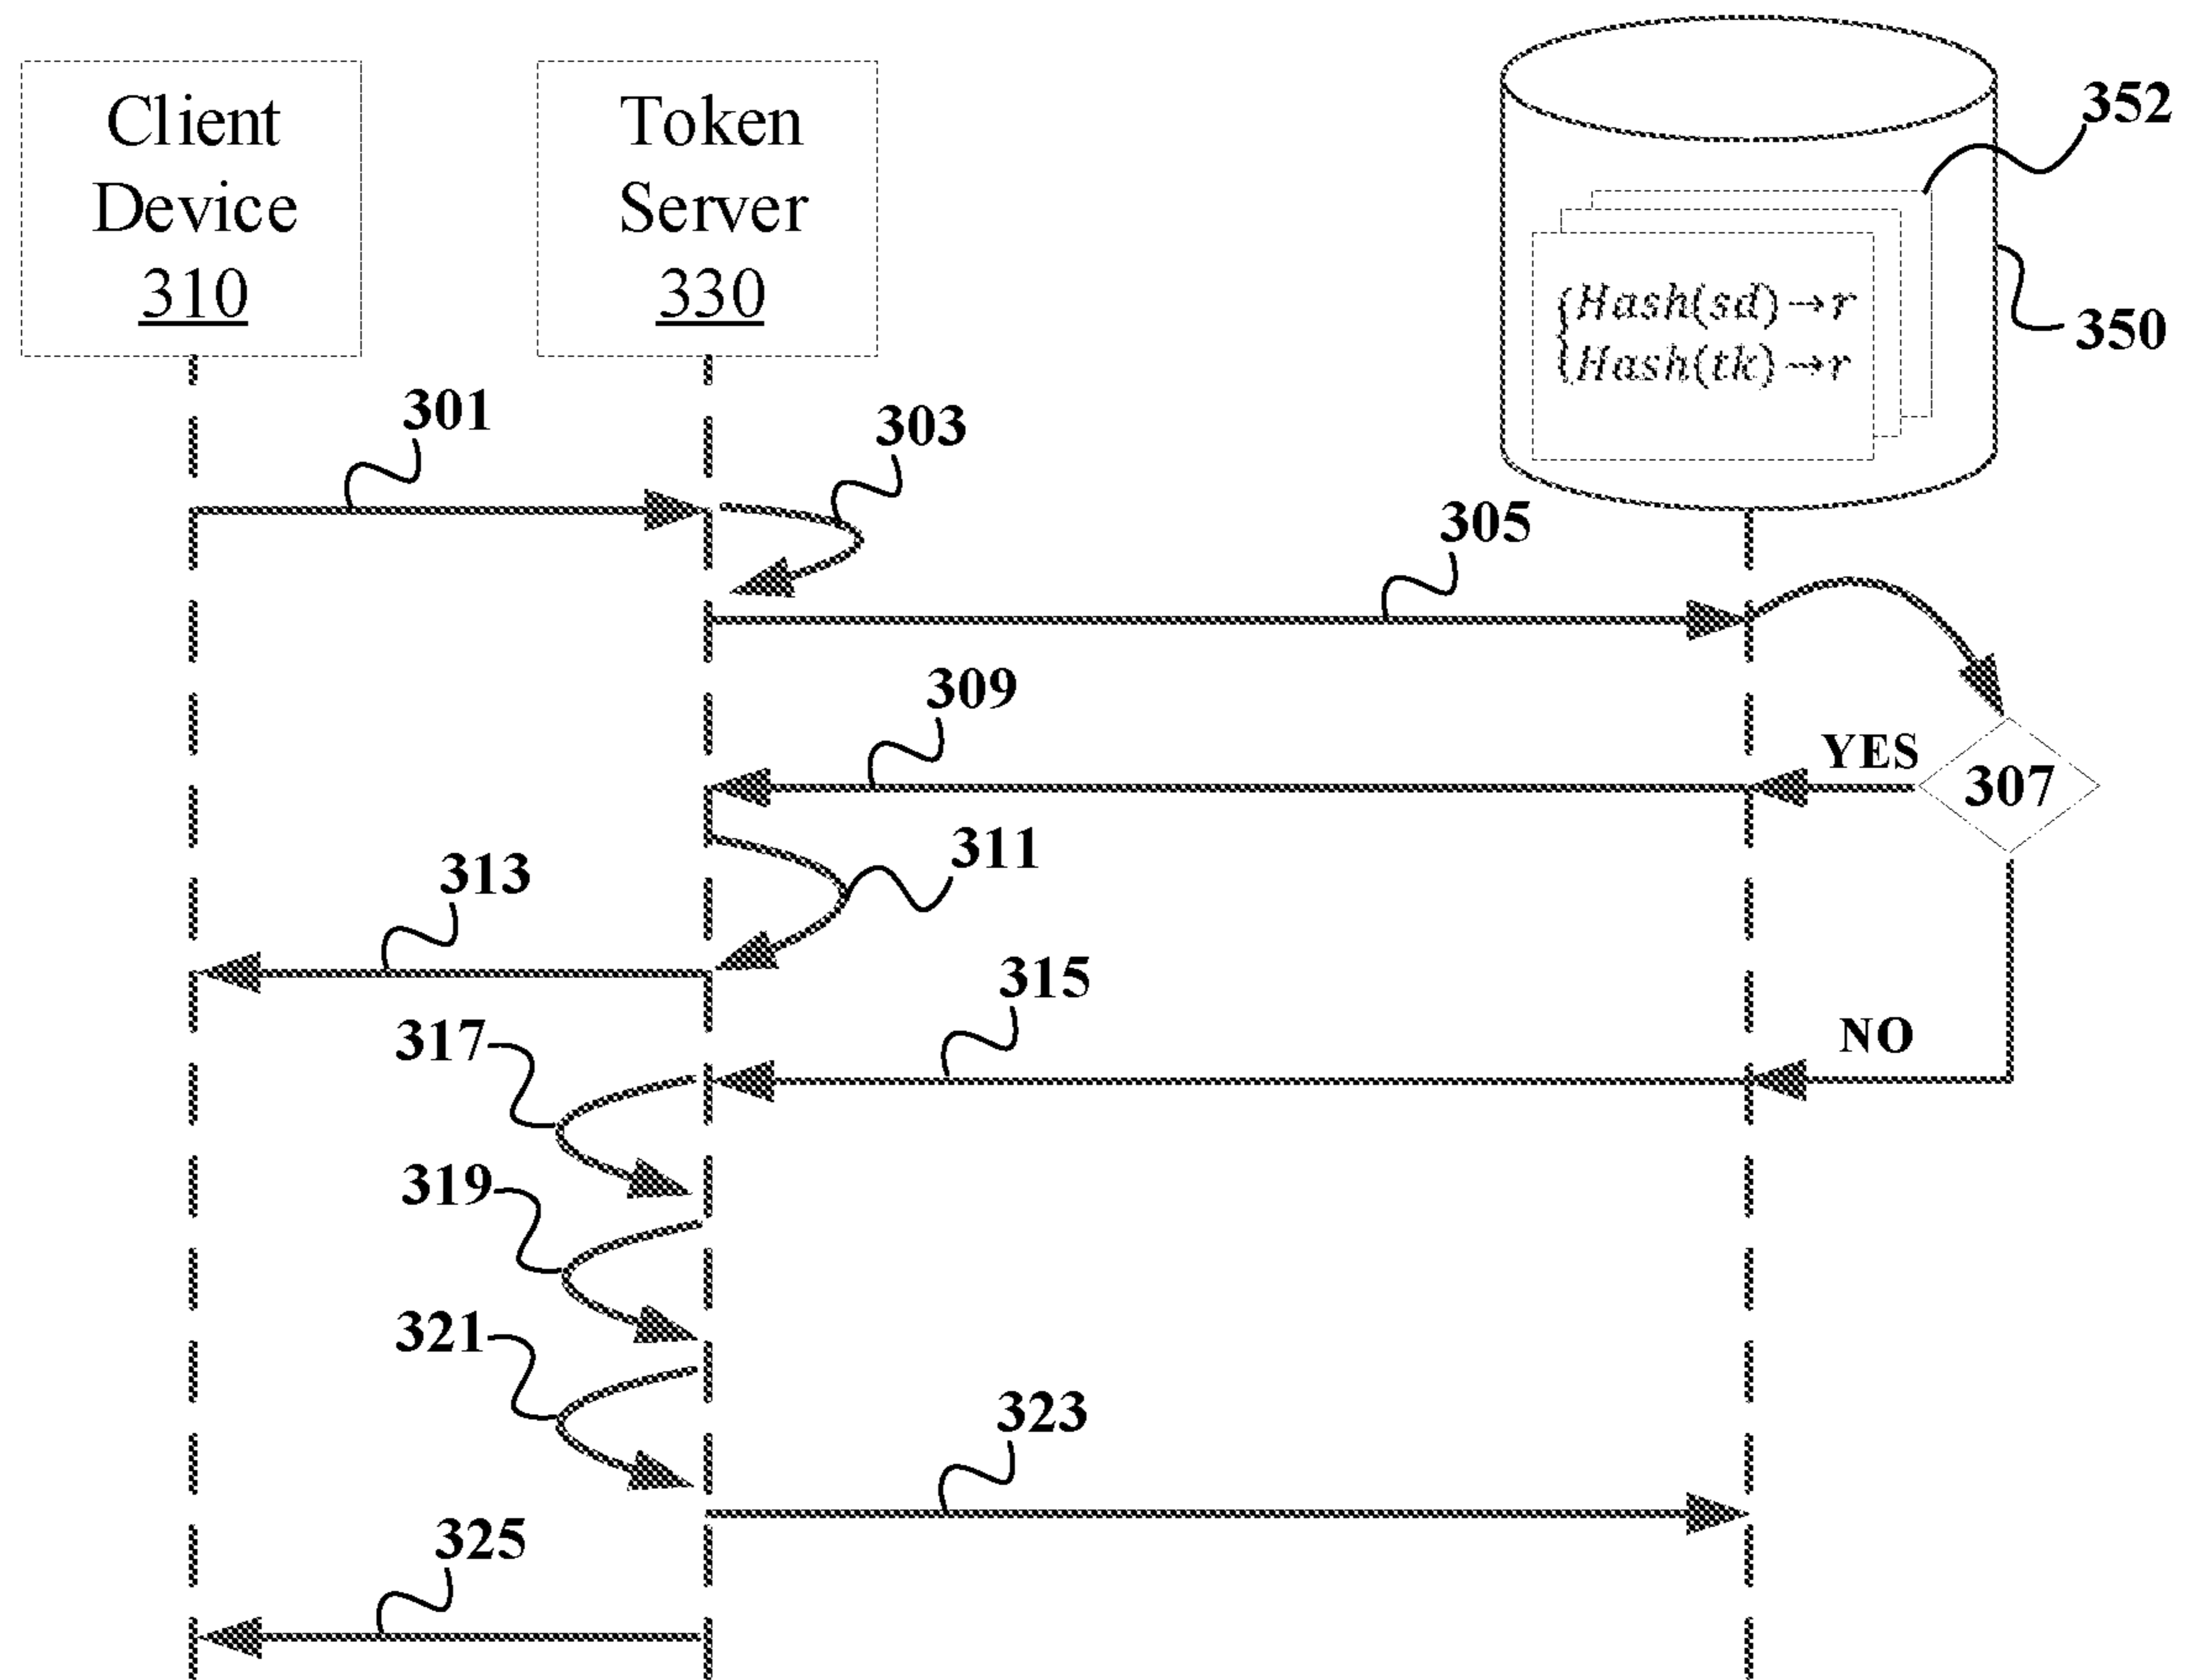 Client
Device
310
Token
Server
330
352
Hash(sd)→r
Hash(tk)→r
350
301
303
305
309
YES
307
311
313
315
NO
317
319
321
323
325